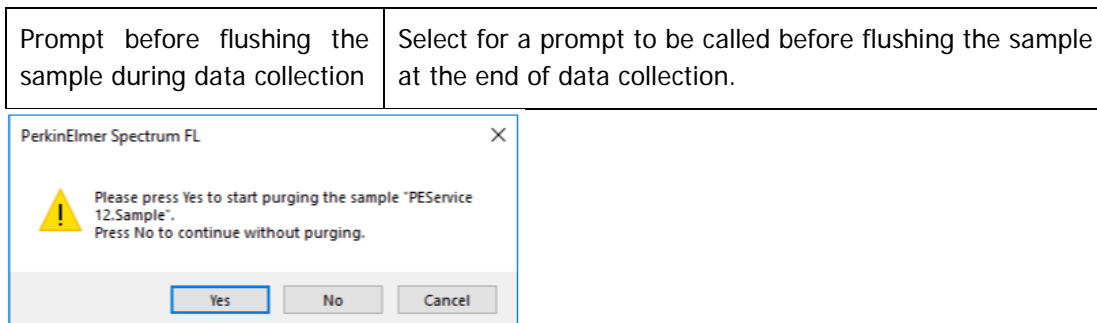 Prompt before flushing the
sample during data collection
Select for a prompt to be called before flushing the sample
at the end of data collection.
PerkinElmer Spectrum FL
Please press Yes to start purging the sample "PEService
12.Sample".
Press No to continue without purging.
Yes
No
Cancel